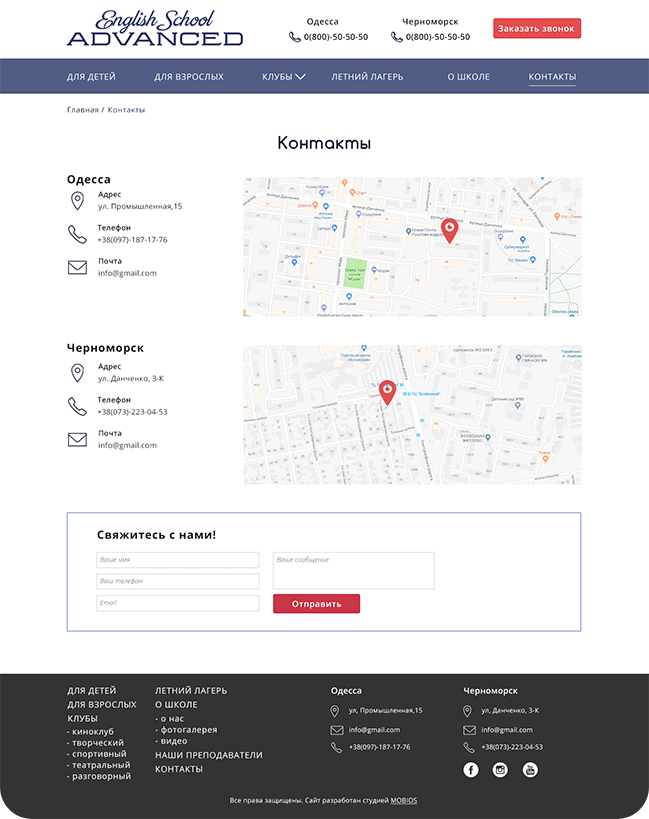 English School
ADVANCED
Одесса
0(800)-50-50-50
Черноморск
0(800)-50-50-50
Заказать звонок
ДЛЯ ДЕТЕЙ
ДЛЯ ВЗРОСЛЫХ
КЛУБЫ
ЛЕТНИЙ ЛАГЕРЬ
О ШКОЛЕ
КОНТАКТЫ
Главная / Контакты
Контакты
Одесса
Адрес
ул. Промышленная,15
Телефон
+38(097)-187-17-76
Почта
info@gmail.com
Черноморск
Адрес
ул. Данченко, 3-К
Телефон
+38(073)-223-04-53
Почта
info@gmail.com
Свяжитесь с нами!
Ваше имя
Ваш телефон
Email
Ваше сообщение
Отправить
ДЛЯ ДЕТЕЙ
ДЛЯ ВЗРОСЛЫХ
КЛУБЫ
- киноклуб
- творческий
- спортивный
- театральный
- разговорный
ЛЕТНИЙ ЛАГЕРЬ
О ШКОЛЕ
- о нас
- фотогалерея
- видео
НАШИ ПРЕПОДАВАТЕЛИ
КОНТАКТЫ
Одесса
ул, Промышленная,15
info@gmail.com
+38(097)-187-17-76
Черноморск
ул, Данченко, 3-К
info@gmail.com
+38(073)-223-04-53
Все права защищены. Сайт разработан студией MOBIOS